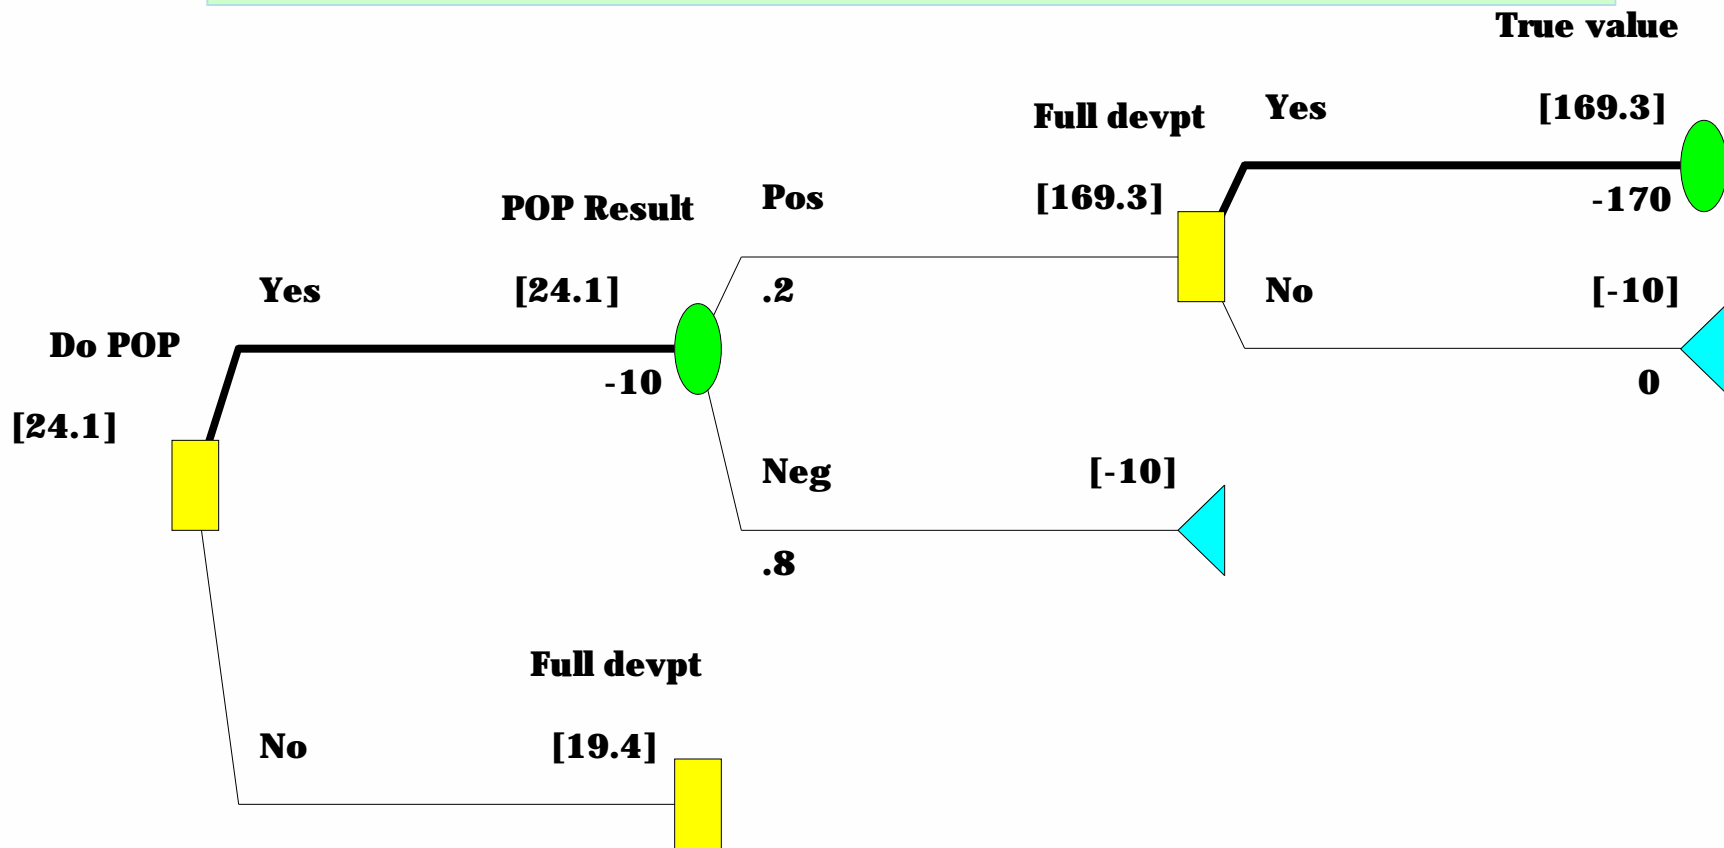 True value
Full devpt Yes [169.3]
POP Result Pos [169.3] -170
Yes [24.1] .2 No [-10]
Do POP -10 0
[24.1] Neg [-10]
.8
Full devpt
No [19.4]